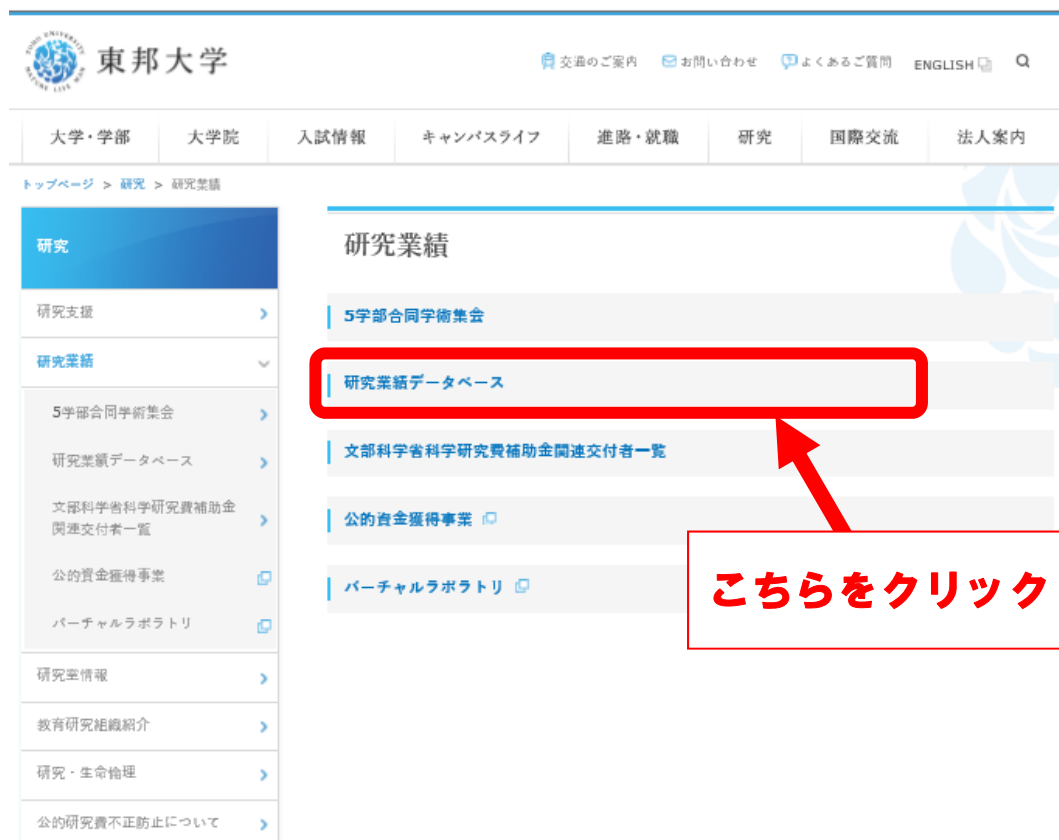 TOHO UNIVERSITY
NATURE LIFE MAN
東邦大学
交通のご案内 お問い合わせ よくあるご質問 ENGLISH
大学・学部 大学院 入試情報 キャンパスライフ 進路・就職 研究 国際交流 法人案内
トップページ > 研究 > 研究業績
研究
研究支援
研究業績
5学部合同学術集会
研究業績データベース
文部科学省科学研究費補助金
関連交付者一覧
公的資金獲得事業
バーチャルラボラトリ
研究室情報
教育研究組織紹介
研究・生命倫理
公的研究費不正防止について
研究業績
5学部合同学術集会
研究業績データベース
文部科学省科学研究費補助金関連交付者一覧
公的資金獲得事業
バーチャルラボラトリ
こちらをクリック